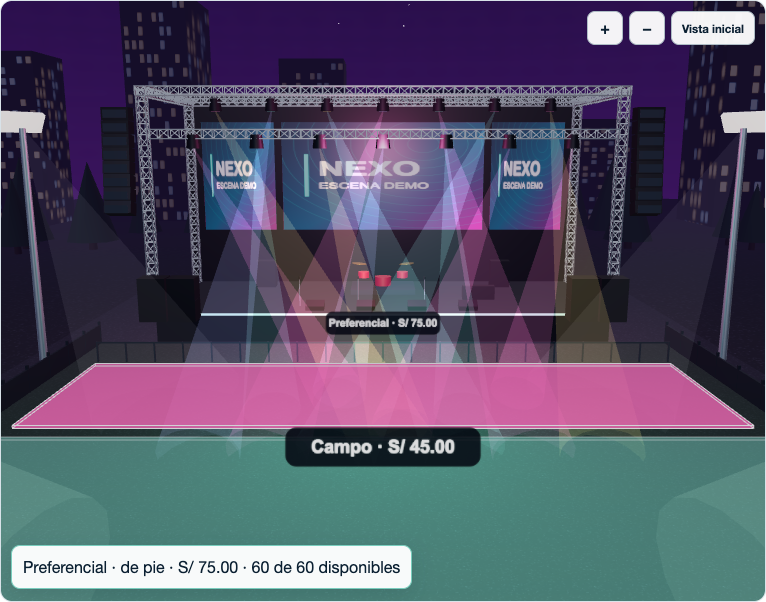 +
−
Vista inicial
NEXO
ESCENA DEMO
NEXO
ESCENA DEMO
NEXO
ESCENA DEMO
Preferencial · S/ 75.00
Campo · S/ 45.00
Preferencial · de pie · S/ 75.00 · 60 de 60 disponibles